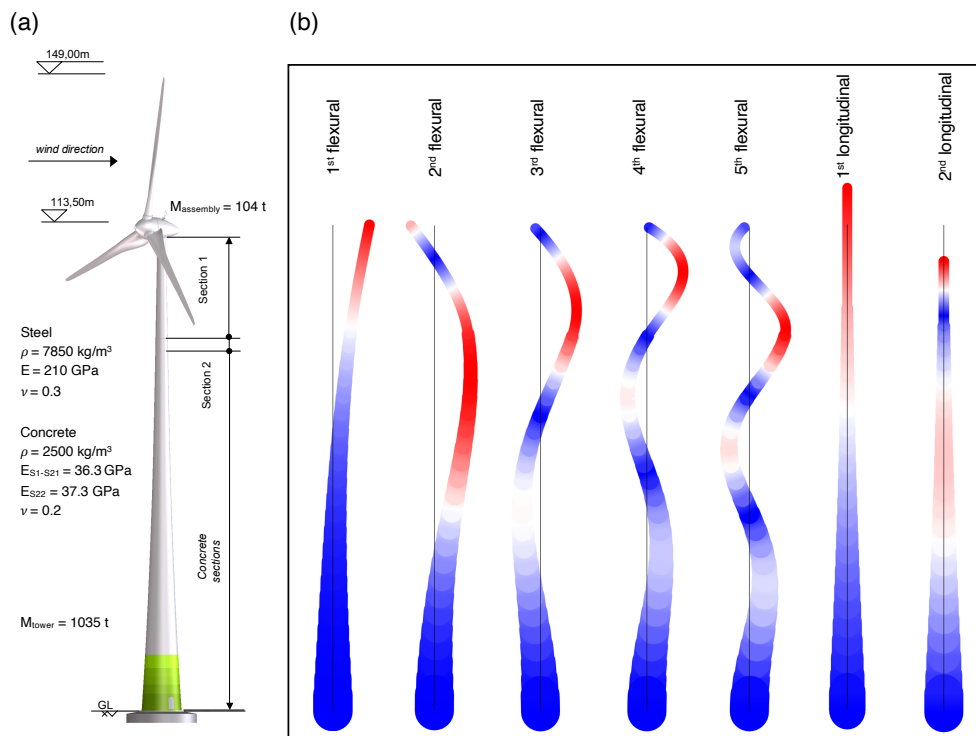 (a)
(b)
149,00m
wind direction
113,50m
M_assembly = 104 t
Section 1
Steel
ρ = 7850 kg/m³
E = 210 GPa
ν = 0.3
Section 2
Concrete
ρ = 2500 kg/m³
E_S1-S21 = 36.3 GPa
E_S22 = 37.3 GPa
ν = 0.2
Concrete
sections
M_tower = 1035 t
GL
1st flexural
2nd flexural
3rd flexural
4th flexural
5th flexural
1st longitudinal
2nd longitudinal